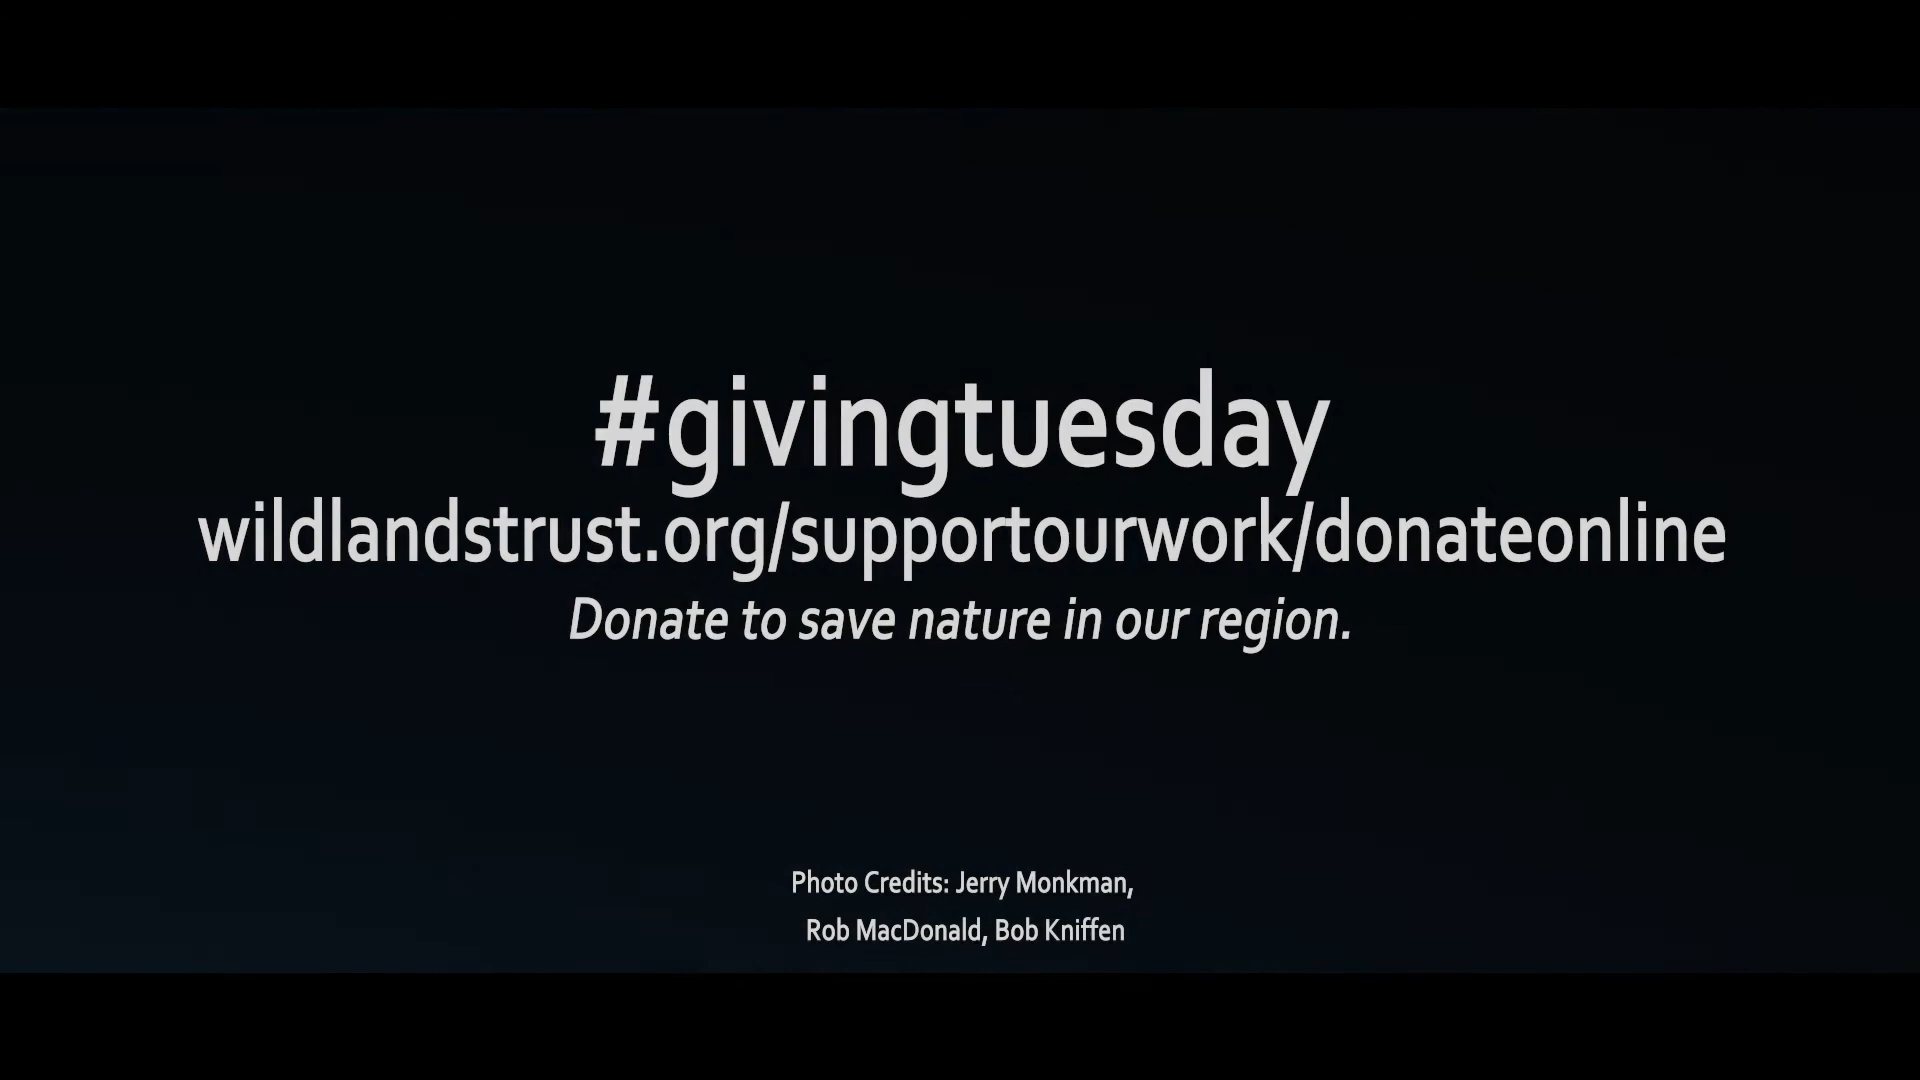 #givingtuesday
wildlandstrust.org/supportourwork/donateonline
Donate to save nature in our region.
Photo Credits: Jerry Monkman,
Rob MacDonald, Bob Kniffen